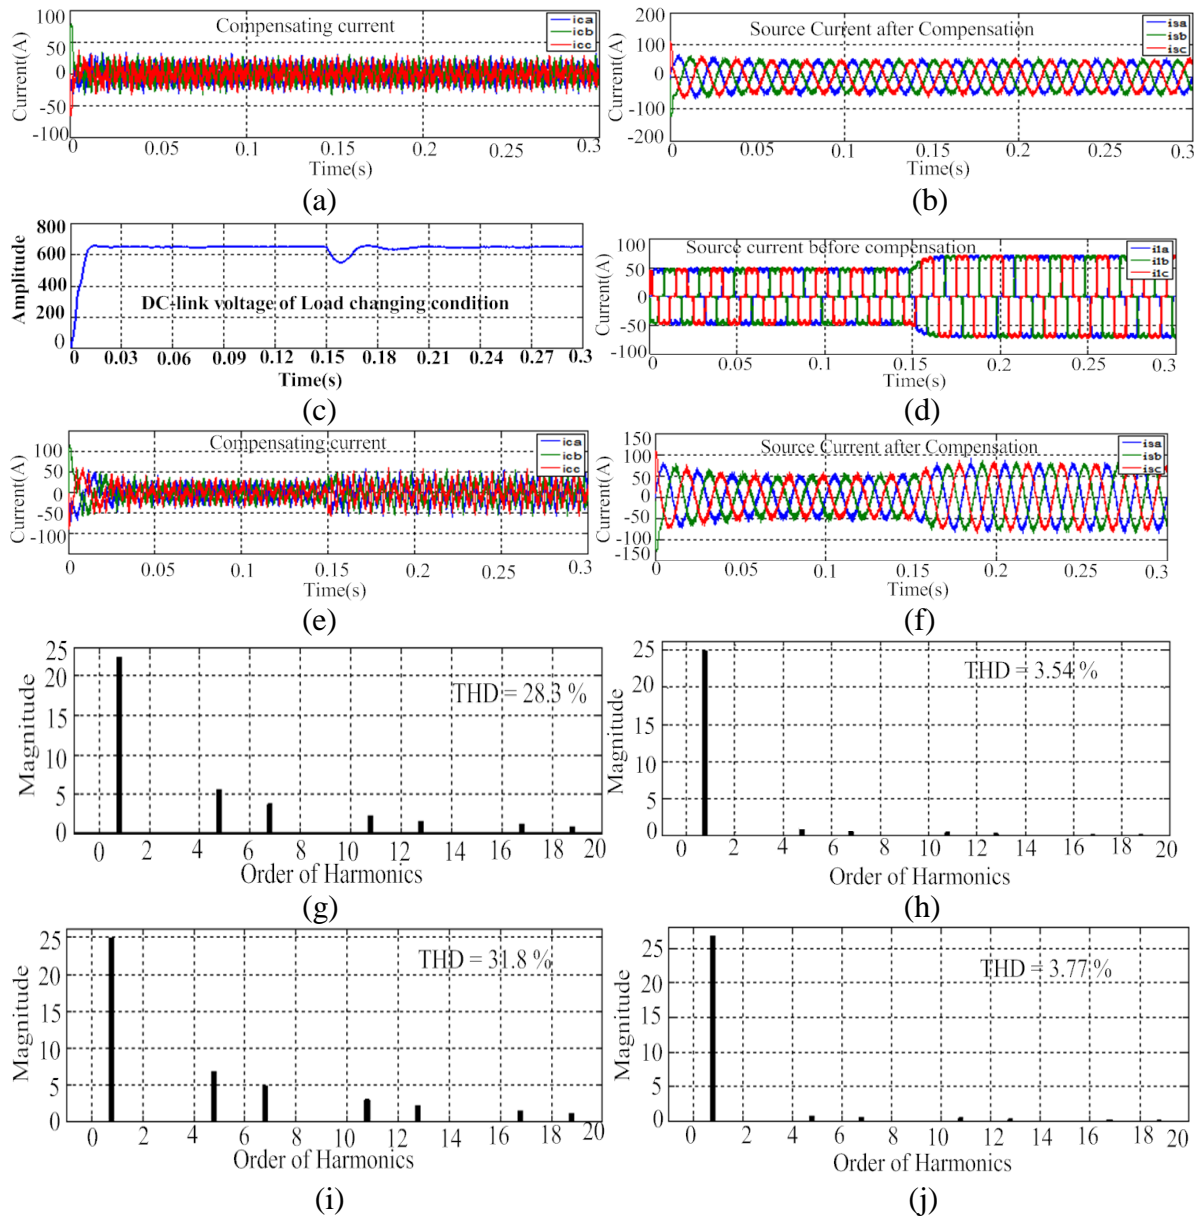 Compensating current
ica
icb
icc
Current(A)
100
50
0
-50
-100
0
0.05
0.1
0.15
0.2
0.25
0.3
Time(s)
(a)
Source Current after Compensation
isa
isb
isc
Current(A)
200
100
0
-100
-200
0
0.05
0.1
0.15
0.2
0.25
0.3
Time(s)
(b)
Amplitude
800
600
400
200
0
DC-link voltage of Load changing condition
0
0.03
0.06
0.09
0.12
0.15
0.18
0.21
0.24
0.27
0.3
Time(s)
(c)
Source current before compensation
i1a
i1b
i1c
Current(A)
100
50
0
-50
-100
0
0.05
0.1
0.15
0.2
0.25
0.3
Time(s)
(d)
Compensating current
ica
icb
icc
Current(A)
100
50
0
-50
-100
0
0.05
0.1
0.15
0.2
0.25
0.3
Time(s)
(e)
Source Current after Compensation
isa
isb
isc
Current(A)
150
100
50
0
-50
-100
-150
0
0.05
0.1
0.15
0.2
0.25
0.3
Time(s)
(f)
Magnitude
25
20
15
10
5
0
THD = 28.3 %
0 2 4 6 8 10 12 14 16 18 20
Order of Harmonics
(g)
Magnitude
25
20
15
10
5
0
THD = 3.54 %
0 2 4 6 8 10 12 14 16 18 20
Order of Harmonics
(h)
Magnitude
25
20
15
10
5
0
THD = 31.8 %
0 2 4 6 8 10 12 14 16 18 20
Order of Harmonics
(i)
Magnitude
25
20
15
10
5
0
THD = 3.77 %
0 2 4 6 8 10 12 14 16 18 20
Order of Harmonics
(j)